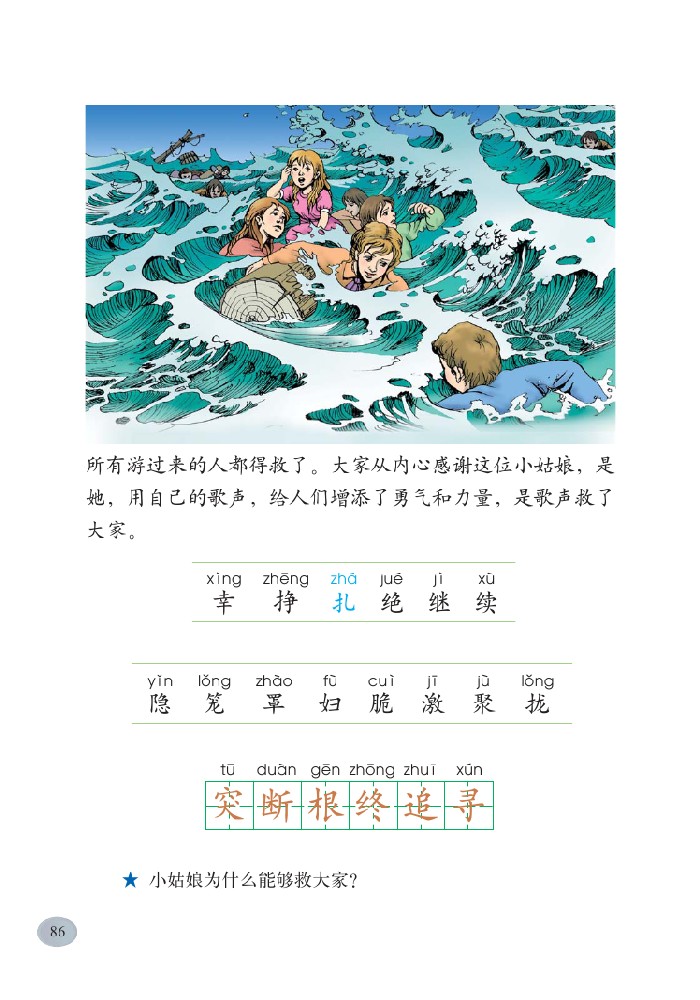 所有游过来的人都得救了。大家从内心感谢这位小姑娘，是
她，用自己的歌声，给人们增添了勇气和力量，是歌声救了
大家。
xìng zhēng zhá jué jì xù
幸 挣 扎 绝 继 续
yǐn lǒng zhào fù cuì jī jù lǒng
隐 笼 罩 妇 脆 激 聚 拢
tū duàn gēn zhōng zhuī xún
突 断 根 终 追 寻
★ 小姑娘为什么能够救大家？
86